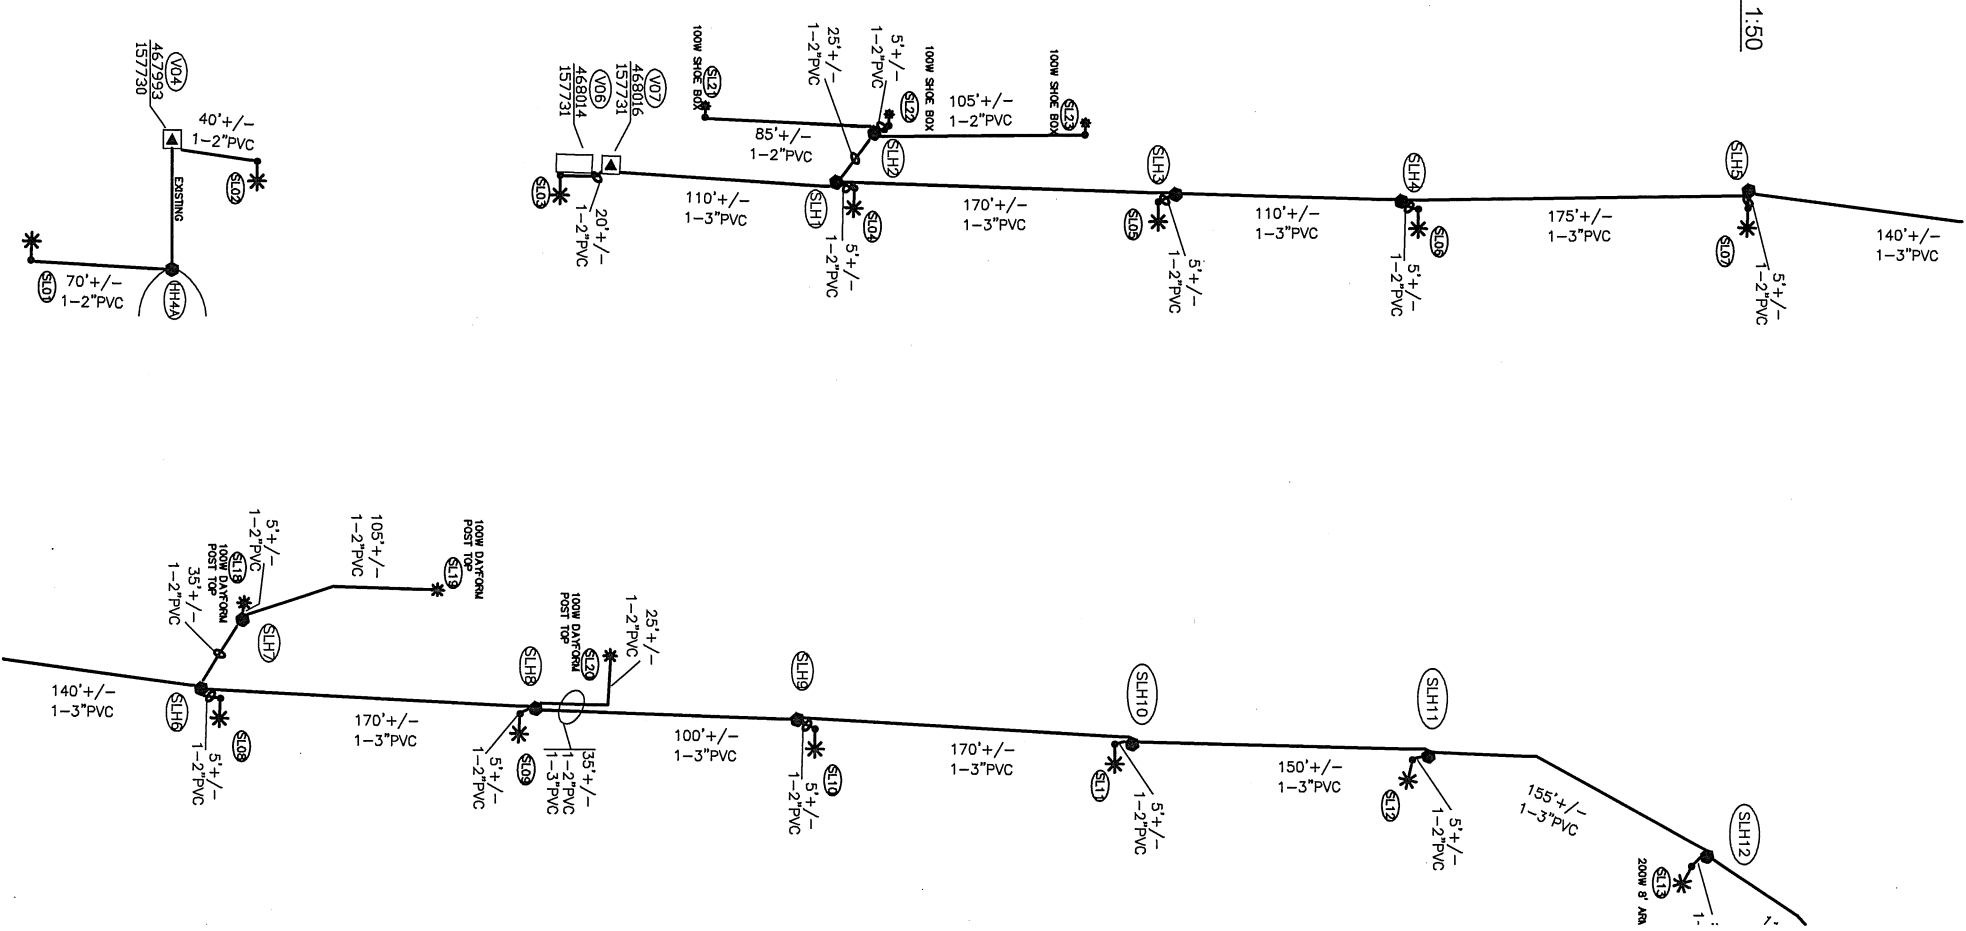 1:50
V04
467993
157730
40'+/-
1-2"PVC
SL02
EXISTING
SL01
70'+/-
1-2"PVC
HH4A
V07
468016
157731
V06
468014
157731
SL03
20'+/-
1-2"PVC
100W SHOE BOX
SL21
85'+/-
1-2"PVC
25'+/-
1-2"PVC
5'+/-
1-2"PVC
SL22
100W SHOE BOX
105'+/-
1-2"PVC
100W SHOE BOX
SL23
SLH2
110'+/-
1-3"PVC
SLH1
SL04
5'+/-
1-2"PVC
170'+/-
1-3"PVC
SLH3
SL05
5'+/-
1-2"PVC
110'+/-
1-3"PVC
SLH4
SL06
5'+/-
1-2"PVC
175'+/-
1-3"PVC
SLH5
SL07
5'+/-
1-2"PVC
140'+/-
1-3"PVC
140'+/-
1-3"PVC
5'+/-
1-2"PVC
SL18
100W DAYFORM
POST TOP
35'+/-
1-2"PVC
SLH7
105'+/-
1-2"PVC
100W DAYFORM
POST TOP
SL19
SLH6
SL08
5'+/-
1-2"PVC
170'+/-
1-3"PVC
SLH8
SL09
5'+/-
1-2"PVC
100W DAYFORM
POST TOP
SL20
25'+/-
1-2"PVC
35'+/-
1-2"PVC
1-3"PVC
100'+/-
1-3"PVC
SLH9
SL10
5'+/-
1-2"PVC
170'+/-
1-3"PVC
SLH10
SL11
5'+/-
1-2"PVC
150'+/-
1-3"PVC
SLH11
SL12
5'+/-
1-2"PVC
155'+/-
1-3"PVC
SLH12
SL13
200W 8' ARM